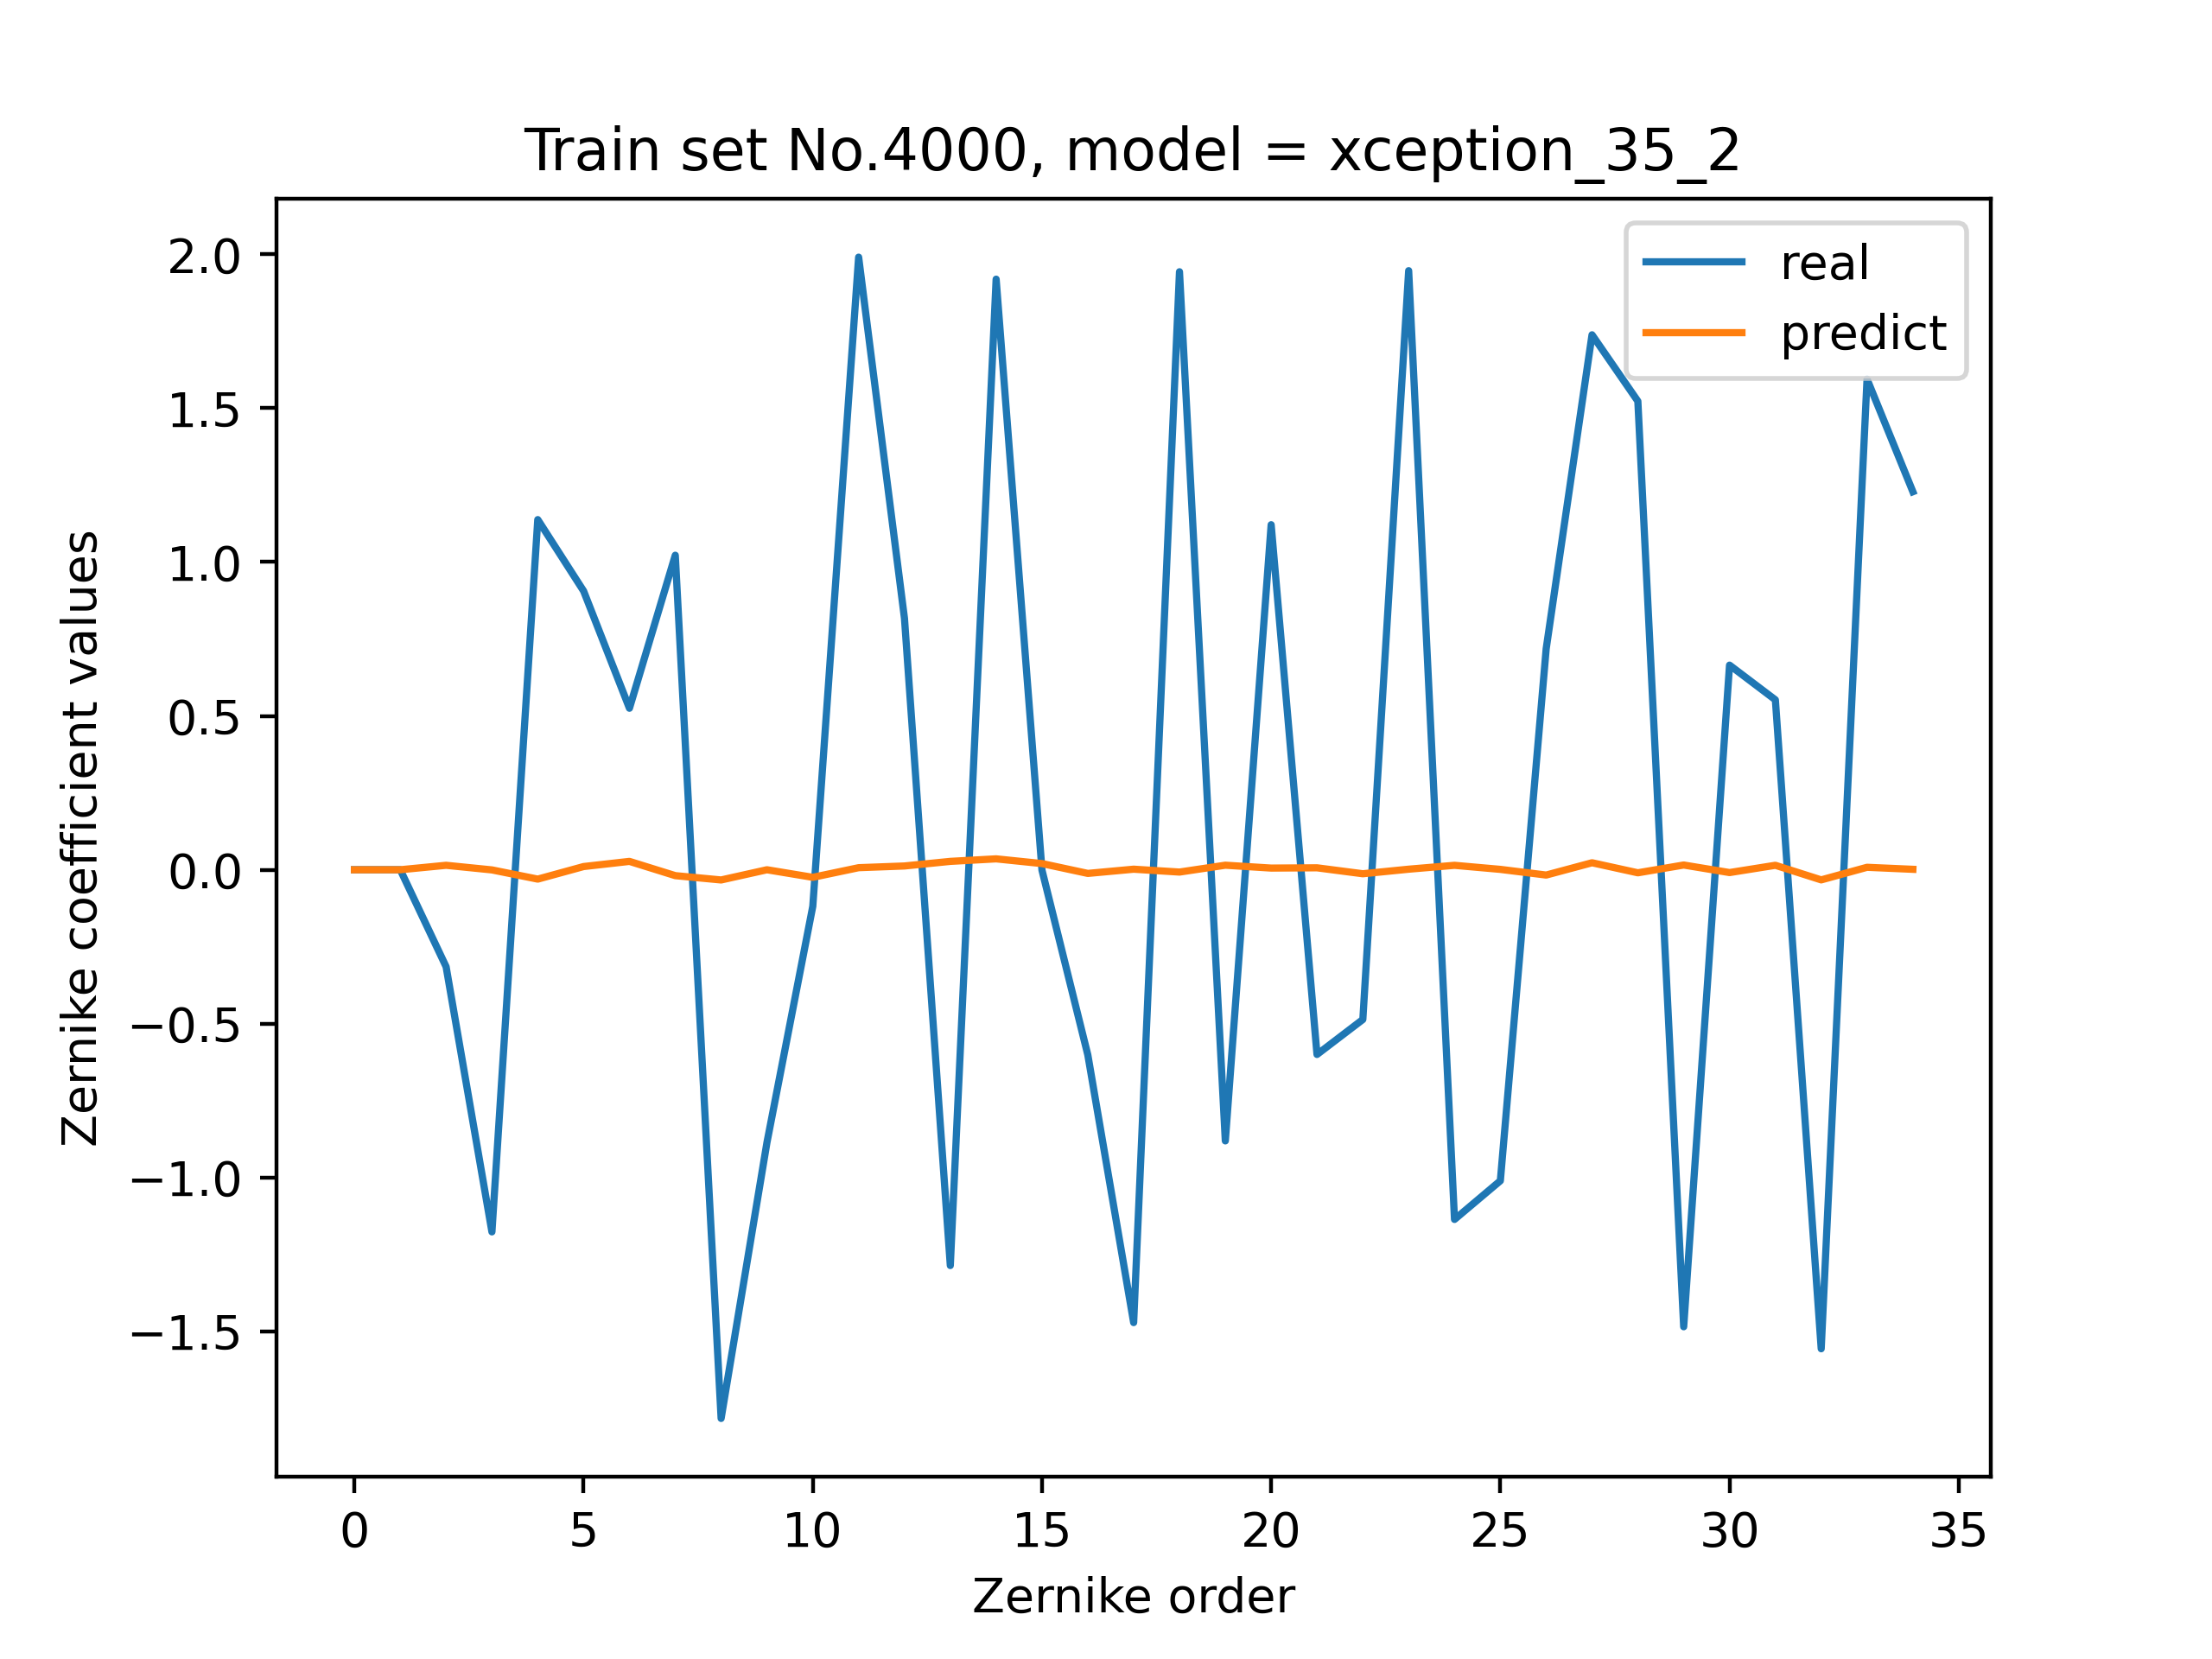 Train set No.4000, model = xception_35_2
real
predict
Zernike coefficient values
2.0
1.5
1.0
0.5
0.0
−0.5
−1.0
−1.5
0 5 10 15 20 25 30 35
Zernike order